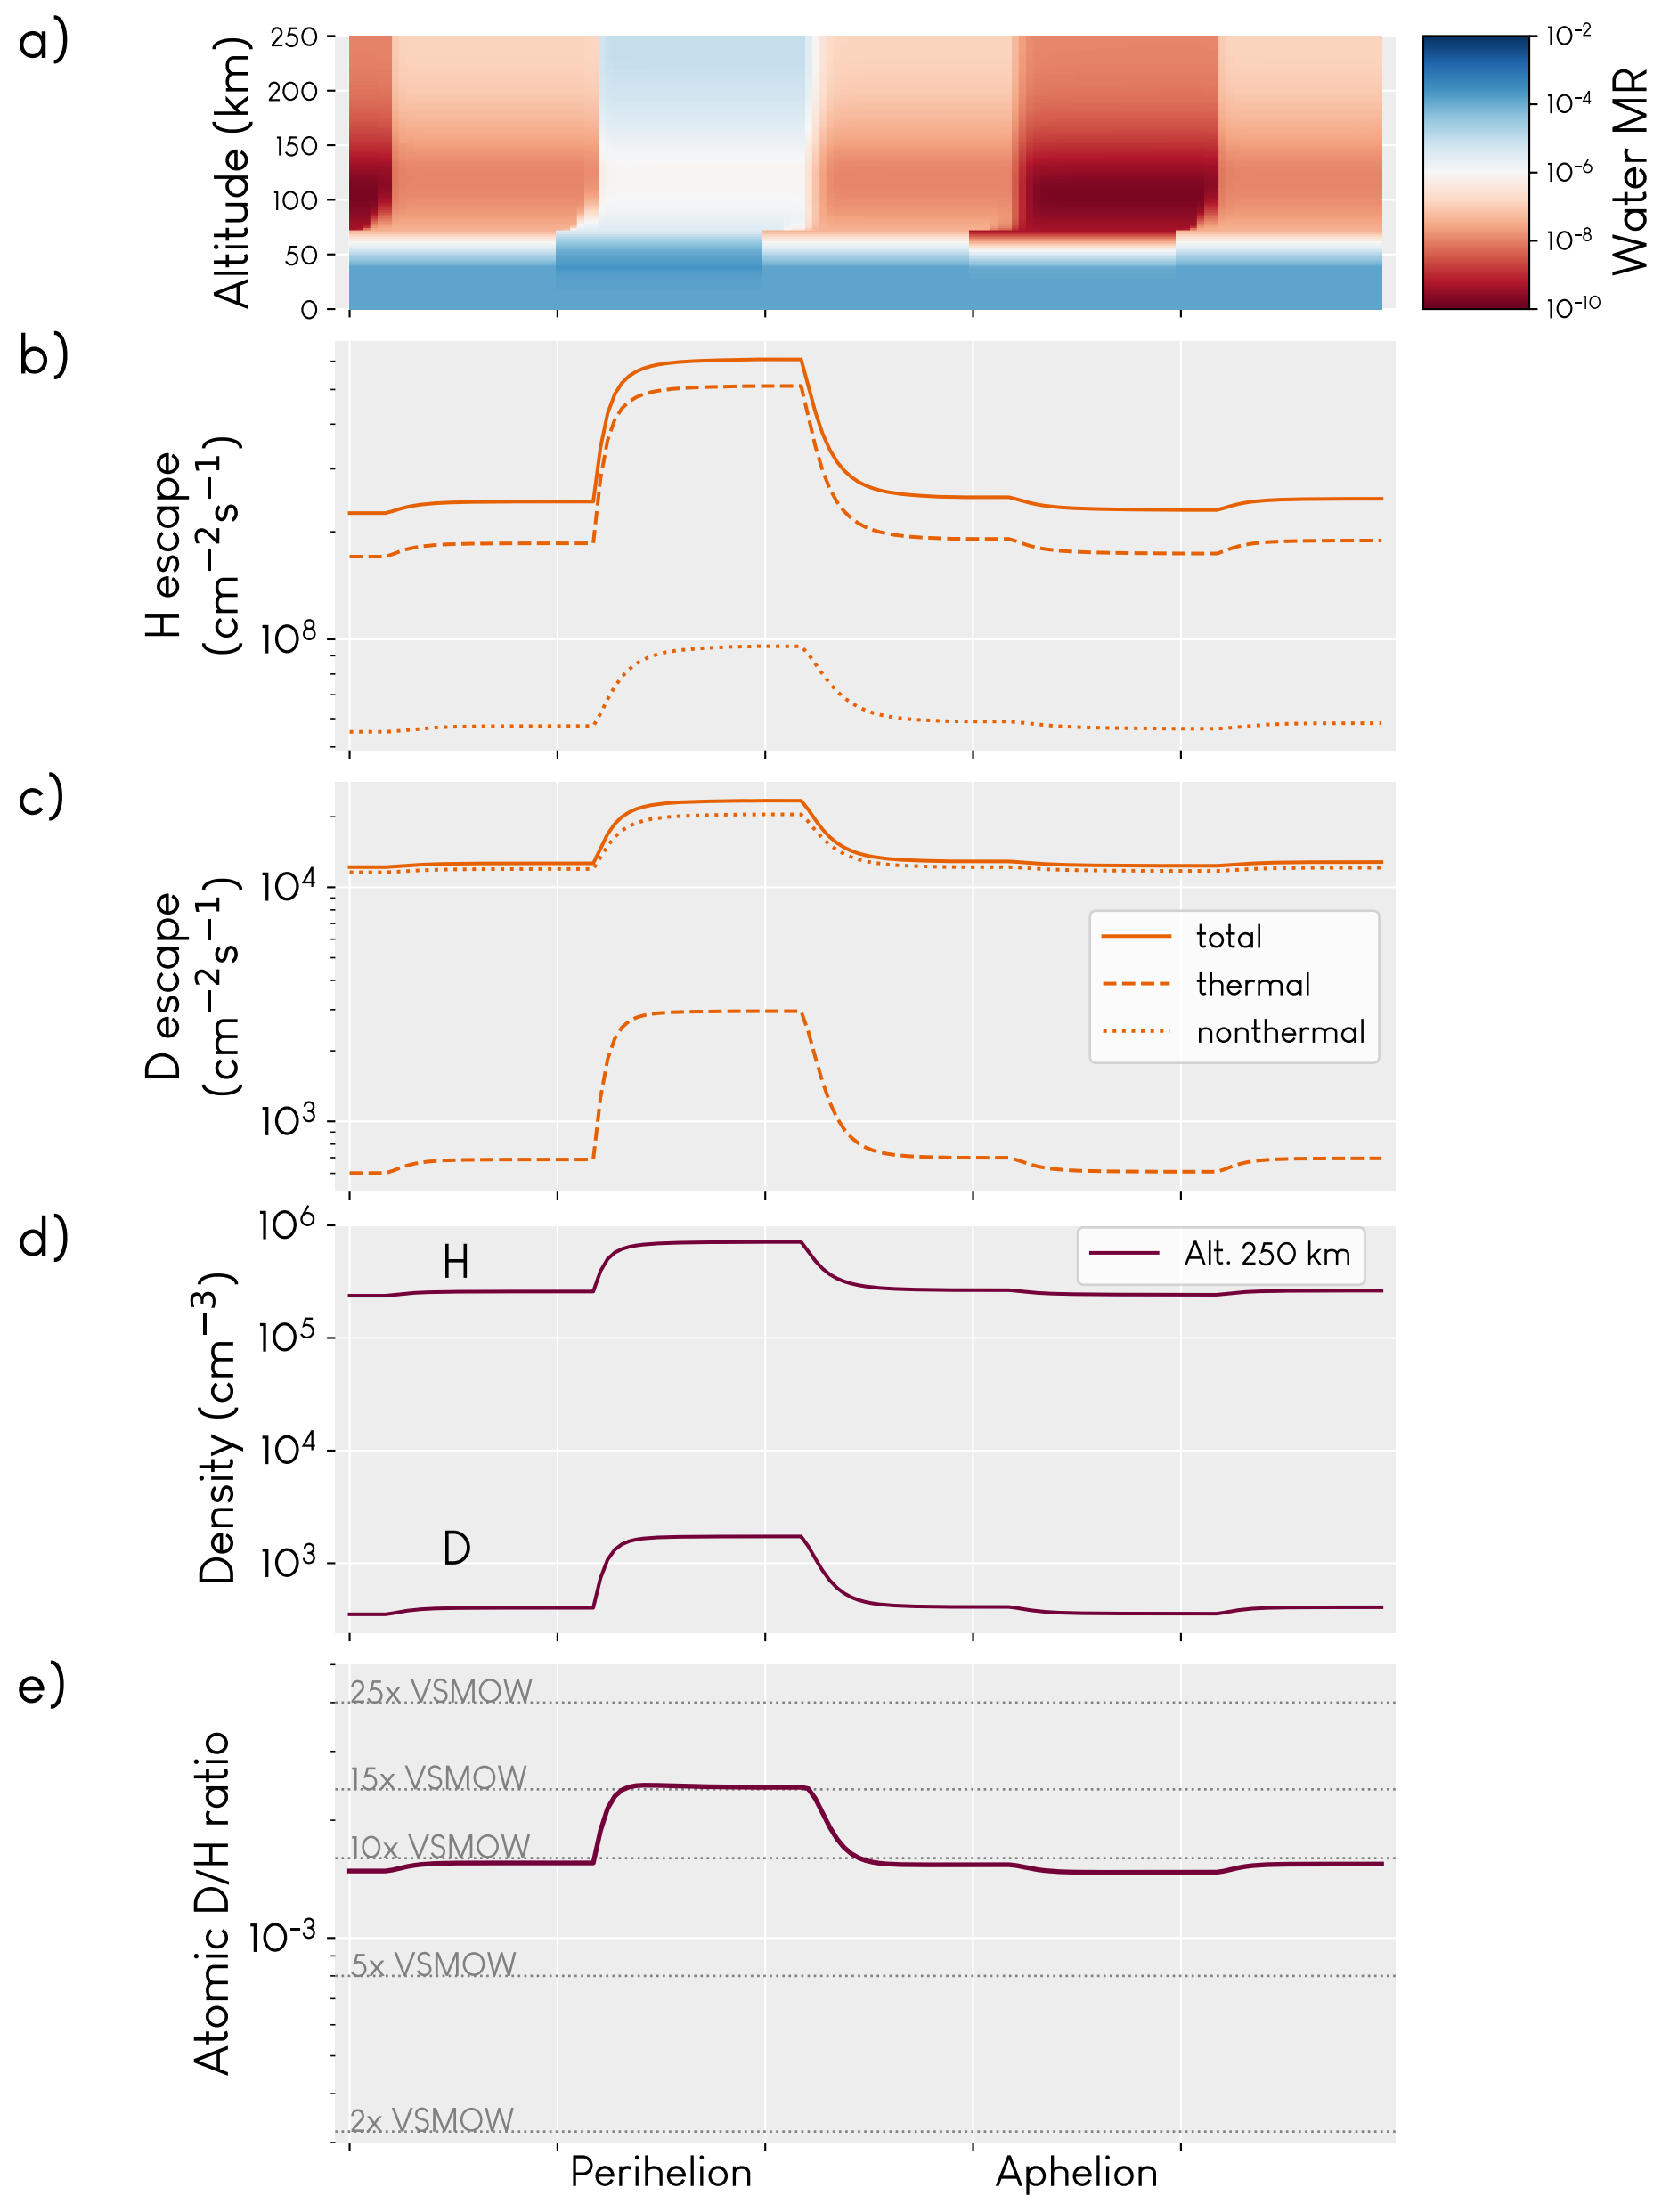 a)
Altitude (km)
250
200
150
100
50
0
10⁻²
10⁻⁴
10⁻⁶
10⁻⁸
10⁻¹⁰
Water MR
b)
H escape
(cm⁻²s⁻¹)
10⁸
c)
D escape
(cm⁻²s⁻¹)
10⁴
10³
total
thermal
nonthermal
d)
Density (cm⁻³)
10⁶
10⁵
10⁴
10³
H
D
Alt. 250 km
e)
Atomic D/H ratio
10⁻³
25x VSMOW
15x VSMOW
10x VSMOW
5x VSMOW
2x VSMOW
Perihelion
Aphelion